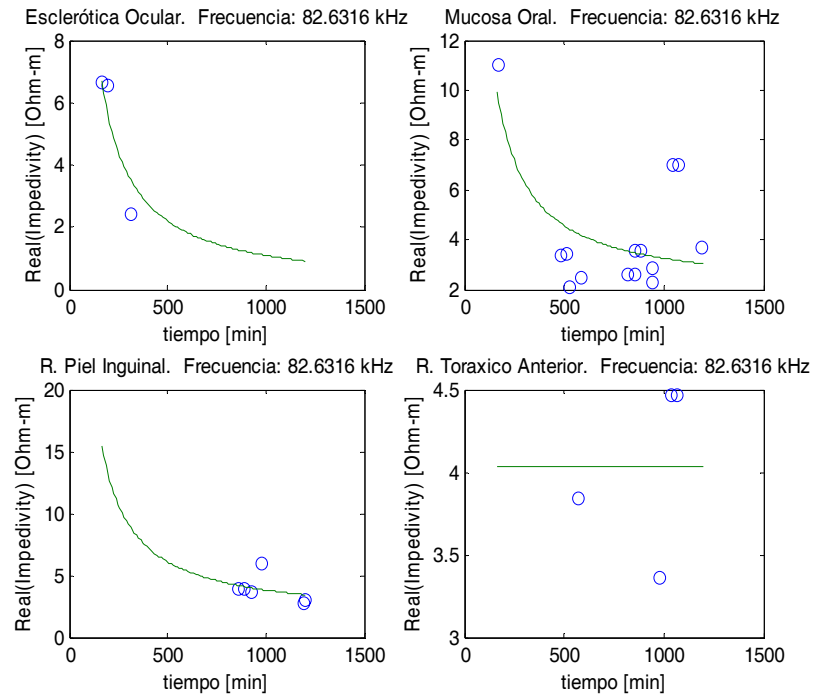 Esclerótica Ocular. Frecuencia: 82.6316 kHz
8
6
4
2
0
0 500 1000 1500
Real(Impedivity) [Ohm-m]
tiempo [min]
Mucosa Oral. Frecuencia: 82.6316 kHz
12
10
8
6
4
2
0 500 1000 1500
Real(Impedivity) [Ohm-m]
tiempo [min]
R. Piel Inguinal. Frecuencia: 82.6316 kHz
20
15
10
5
0
0 500 1000 1500
Real(Impedivity) [Ohm-m]
tiempo [min]
R. Toraxico Anterior. Frecuencia: 82.6316 kHz
4.5
4
3.5
3
0 500 1000 1500
Real(Impedivity) [Ohm-m]
tiempo [min]